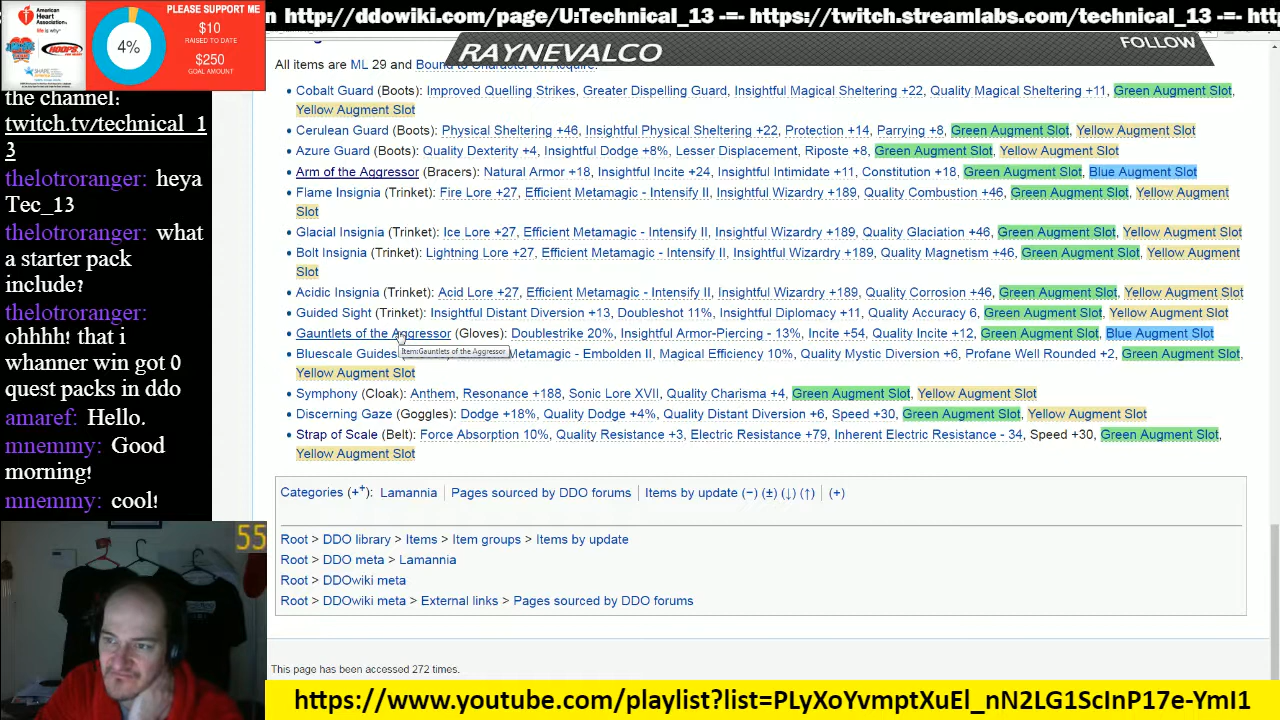 n http://ddowiki.com/page/U:Technical_13 -=- https://twitch.streamlabs.com/technical_13 -=- http
American
Heart
Association®
life is why™
HOOPS
SHARE
4%
PLEASE SUPPORT ME
$10
RAISED TO DATE
$250
GOAL AMOUNT
RAYNEVALCO
FOLLOW
All items are ML 29 and Bound to Character on Acquire.
the channel:
twitch.tv/technical_1
3
thelotroranger: heya
Tec_13
thelotroranger: what
a starter pack
include?
thelotroranger:
ohhhh! that i
whanner win got 0
quest packs in ddo
amaref: Hello.
mnemmy: Good
morning!
mnemmy: cool!
• Cobalt Guard (Boots): Improved Quelling Strikes, Greater Dispelling Guard, Insightful Magical Sheltering +22, Quality Magical Sheltering +11, Green Augment Slot,
Yellow Augment Slot
• Cerulean Guard (Boots): Physical Sheltering +46, Insightful Physical Sheltering +22, Protection +14, Parrying +8, Green Augment Slot, Yellow Augment Slot
• Azure Guard (Boots): Quality Dexterity +4, Insightful Dodge +8%, Lesser Displacement, Riposte +8, Green Augment Slot, Yellow Augment Slot
• Arm of the Aggressor (Bracers): Natural Armor +18, Insightful Incite +24, Insightful Intimidate +11, Constitution +18, Green Augment Slot, Blue Augment Slot
• Flame Insignia (Trinket): Fire Lore +27, Efficient Metamagic - Intensify II, Insightful Wizardry +189, Quality Combustion +46, Green Augment Slot, Yellow Augment
Slot
• Glacial Insignia (Trinket): Ice Lore +27, Efficient Metamagic - Intensify II, Insightful Wizardry +189, Quality Glaciation +46, Green Augment Slot, Yellow Augment Slot
• Bolt Insignia (Trinket): Lightning Lore +27, Efficient Metamagic - Intensify II, Insightful Wizardry +189, Quality Magnetism +46, Green Augment Slot, Yellow Augment
Slot
• Acidic Insignia (Trinket): Acid Lore +27, Efficient Metamagic - Intensify II, Insightful Wizardry +189, Quality Corrosion +46, Green Augment Slot, Yellow Augment Slot
• Guided Sight (Trinket): Insightful Distant Diversion +13, Doubleshot 11%, Insightful Diplomacy +11, Quality Accuracy 6, Green Augment Slot, Yellow Augment Slot
• Gauntlets of the Aggressor (Gloves): Doublestrike 20%, Insightful Armor-Piercing - 13%, Incite +54, Quality Incite +12, Green Augment Slot, Blue Augment Slot
Item:Gauntlets of the Aggressor
• Bluescale Guides Metamagic - Embolden II, Magical Efficiency 10%, Quality Mystic Diversion +6, Profane Well Rounded +2, Green Augment Slot,
Yellow Augment Slot
• Symphony (Cloak): Anthem, Resonance +188, Sonic Lore XVII, Quality Charisma +4, Green Augment Slot, Yellow Augment Slot
• Discerning Gaze (Goggles): Dodge +18%, Quality Dodge +4%, Quality Distant Diversion +6, Speed +30, Green Augment Slot, Yellow Augment Slot
• Strap of Scale (Belt): Force Absorption 10%, Quality Resistance +3, Electric Resistance +79, Inherent Electric Resistance - 34, Speed +30, Green Augment Slot,
Yellow Augment Slot
Categories (+⁺): Lamannia | Pages sourced by DDO forums | Items by update (−) (±) (↓) (↑) | (+)
Root > DDO library > Items > Item groups > Items by update
Root > DDO meta > Lamannia
Root > DDOwiki meta
Root > DDOwiki meta > External links > Pages sourced by DDO forums
This page has been accessed 272 times.
55
https://www.youtube.com/playlist?list=PLyXoYvmptXuEl_nN2LG1ScInP17e-YmI1